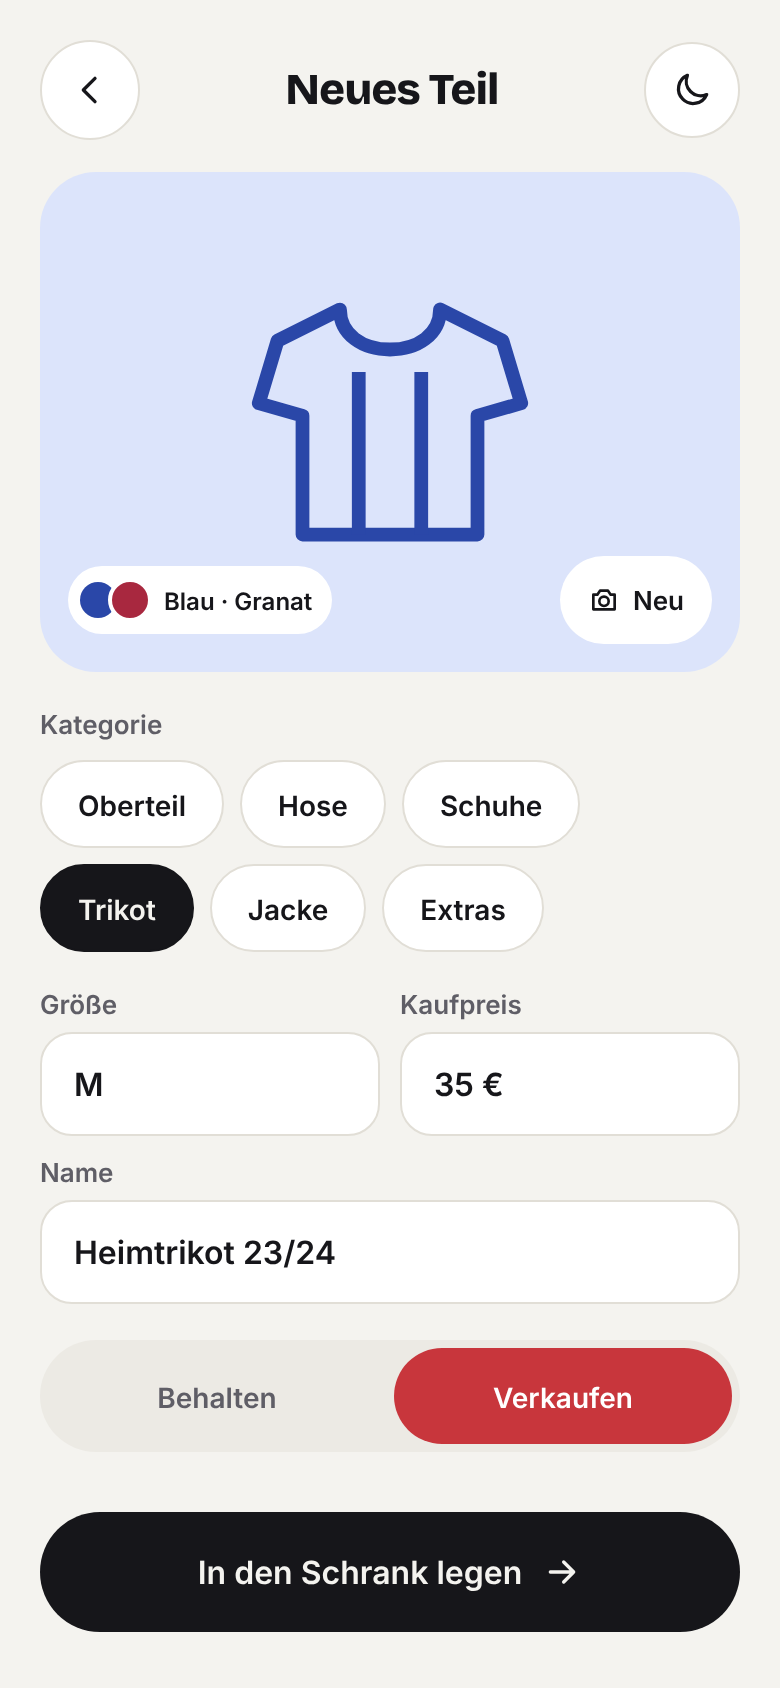 Neues Teil
Blau · Granat
Neu
Kategorie
Oberteil
Hose
Schuhe
Trikot
Jacke
Extras
Größe
Kaufpreis
M
35 €
Name
Heimtrikot 23/24
Behalten
Verkaufen
In den Schrank legen →